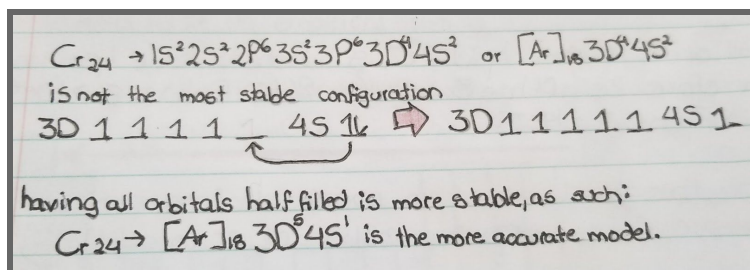 Cr₂₄ → 1S²2S²2P⁶3S²3P⁶3D⁴4S² or [Ar]₁₈3D⁴4S²
is not the most stable configuration
3D 1 1 1 1 _ 4S 1⇂ ⇨ 3D 1 1 1 1 1 4S 1
having all orbitals half filled is more stable, as such:
Cr₂₄ → [Ar]₁₈ 3D⁵4S¹ is the more accurate model.